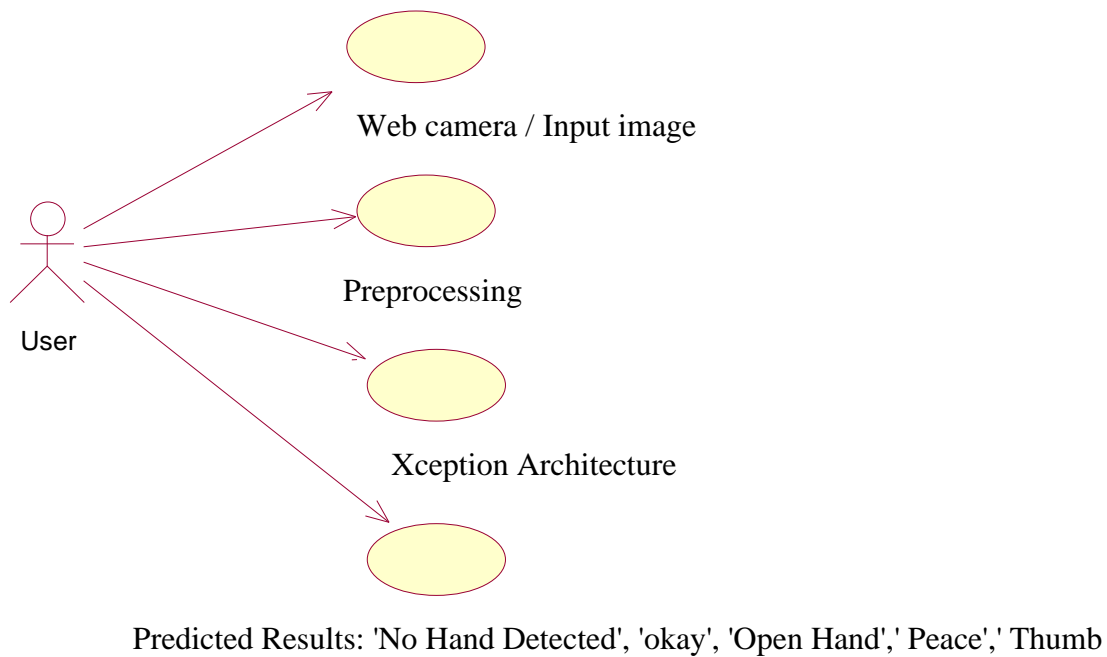 Web camera / Input image
Preprocessing
User
Xception Architecture
Predicted Results: 'No Hand Detected', 'okay', 'Open Hand',' Peace',' Thumb